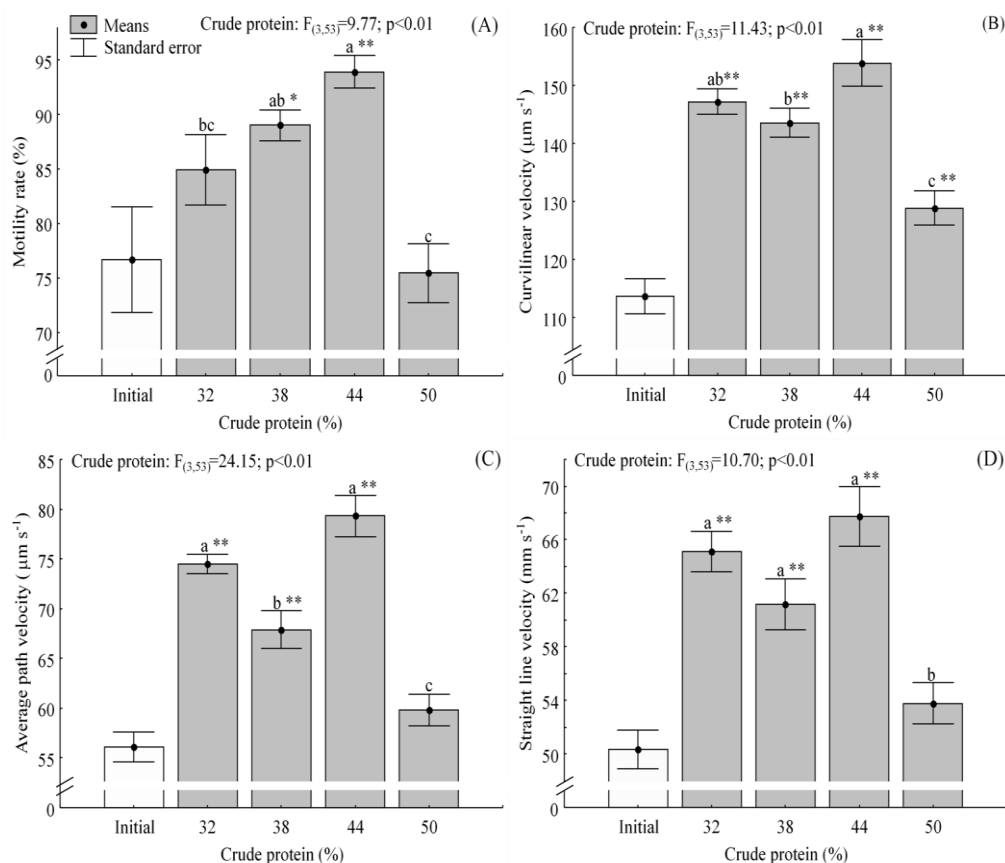 Means
Standard error
Crude protein: F(3,53)=9.77; p<0.01
(A)
95
90
85
80
75
70
0
Motility rate (%)
bc
ab *
a **
c
Initial 32 38 44 50
Crude protein (%)
Crude protein: F(3,53)=11.43; p<0.01
(B)
160
150
140
130
120
110
0
Curvilínear velocity (μm s⁻¹)
ab**
b**
a **
c **
Initial 32 38 44 50
Crude protein (%)
Crude protein: F(3,53)=24.15; p<0.01
(C)
85
80
75
70
65
60
55
0
Average path velocity ( μm s⁻¹)
a **
b **
a **
c
Initial 32 38 44 50
Crude protein (%)
Crude protein: F(3,53)=10.70; p<0.01
(D)
70
66
62
58
54
50
0
Straight line velocity (mm s⁻¹)
a **
a **
a **
b
Initial 32 38 44 50
Crude protein (%)